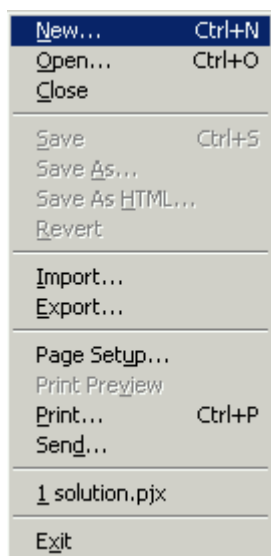 New... Ctrl+N
Open... Ctrl+O
Close
Save Ctrl+S
Save As...
Save As HTML...
Revert
Import...
Export...
Page Setup...
Print Preview
Print... Ctrl+P
Send...
1 solution.pjx
Exit